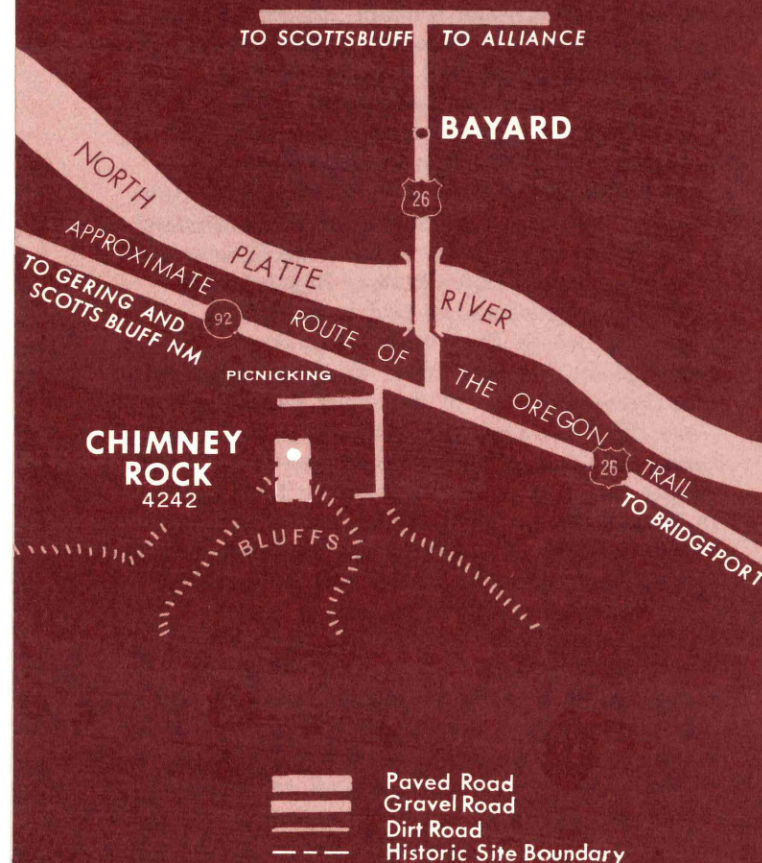 TO SCOTTSBLUFF TO ALLIANCE
BAYARD
26
NORTH PLATTE RIVER
APPROXIMATE ROUTE OF THE OREGON TRAIL
TO GERING AND
SCOTTS BLUFF NM
92
PICNICKING
CHIMNEY
ROCK
4242
26
TO BRIDGEPORT
BLUFFS
Paved Road
Gravel Road
Dirt Road
Historic Site Boundary